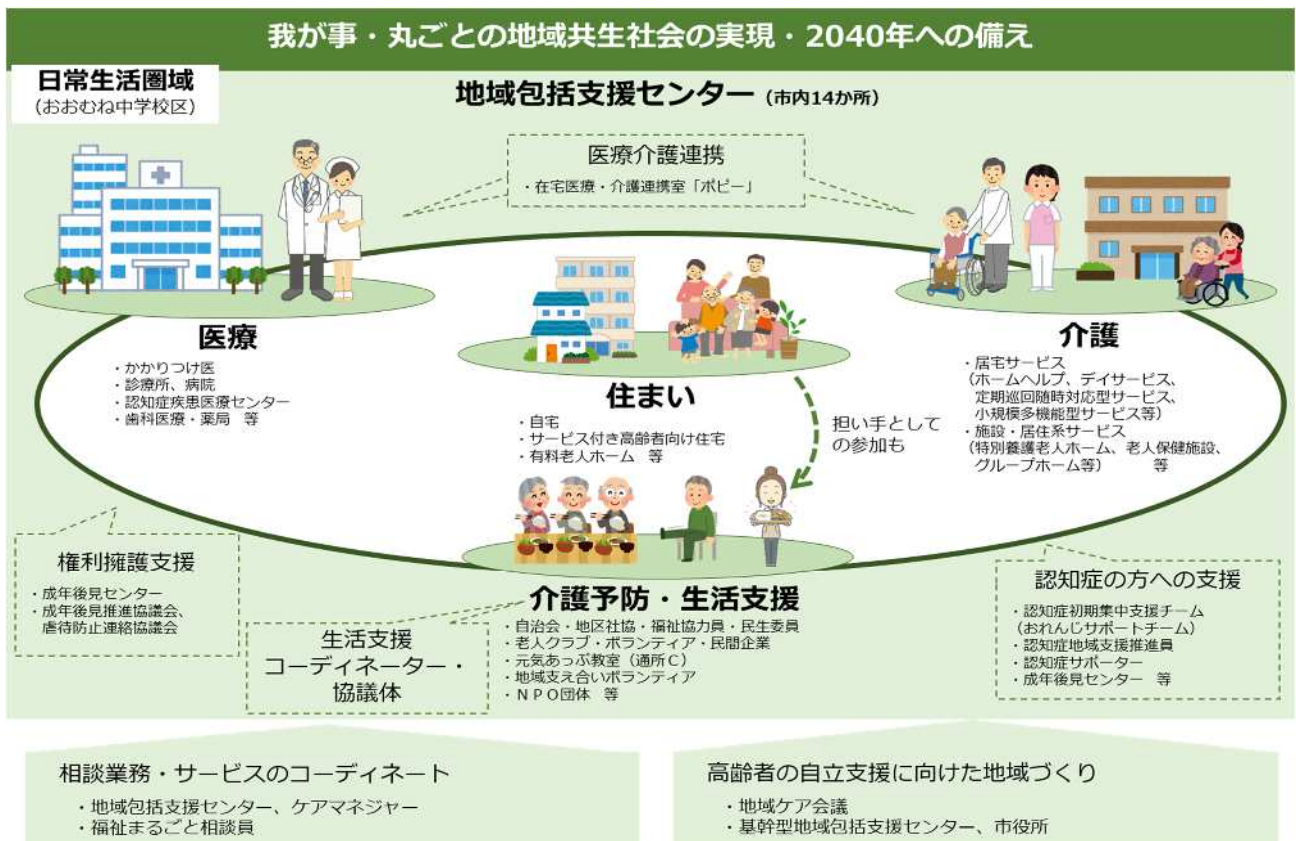 我が事・丸ごとの地域共生社会の実現・2040年への備え
日常生活圏域
(おおむね中学校区)
地域包括支援センター (市内14か所)
医療介護連携
・在宅医療・介護連携室「ポピー」
医療
・かかりつけ医
・診療所、病院
・認知症疾患医療センター
・歯科医療・薬局 等
住まい
・自宅
・サービス付き高齢者向け住宅
・有料老人ホーム 等
担い手として
の参加も
介護
・居宅サービス
(ホームヘルプ、デイサービス、
定期巡回随時対応型サービス、
小規模多機能型サービス等)
・施設・居住系サービス
(特別養護老人ホーム、老人保健施設、
グループホーム等) 等
権利擁護支援
・成年後見センター
・成年後見推進協議会、
虐待防止連絡協議会
生活支援
コーディネーター・
協議体
介護予防・生活支援
・自治会・地区社協・福祉協力員・民生委員
・老人クラブ・ボランティア・民間企業
・元気あっぷ教室（通所C）
・地域支え合いボランティア
・NPO団体 等
認知症の方への支援
・認知症初期集中支援チーム
(おれんじサポートチーム)
・認知症地域支援推進員
・認知症サポーター
・成年後見センター 等
相談業務・サービスのコーディネート
・地域包括支援センター、ケアマネジャー
・福祉まるごと相談員
高齢者の自立支援に向けた地域づくり
・地域ケア会議
・基幹型地域包括支援センター、市役所